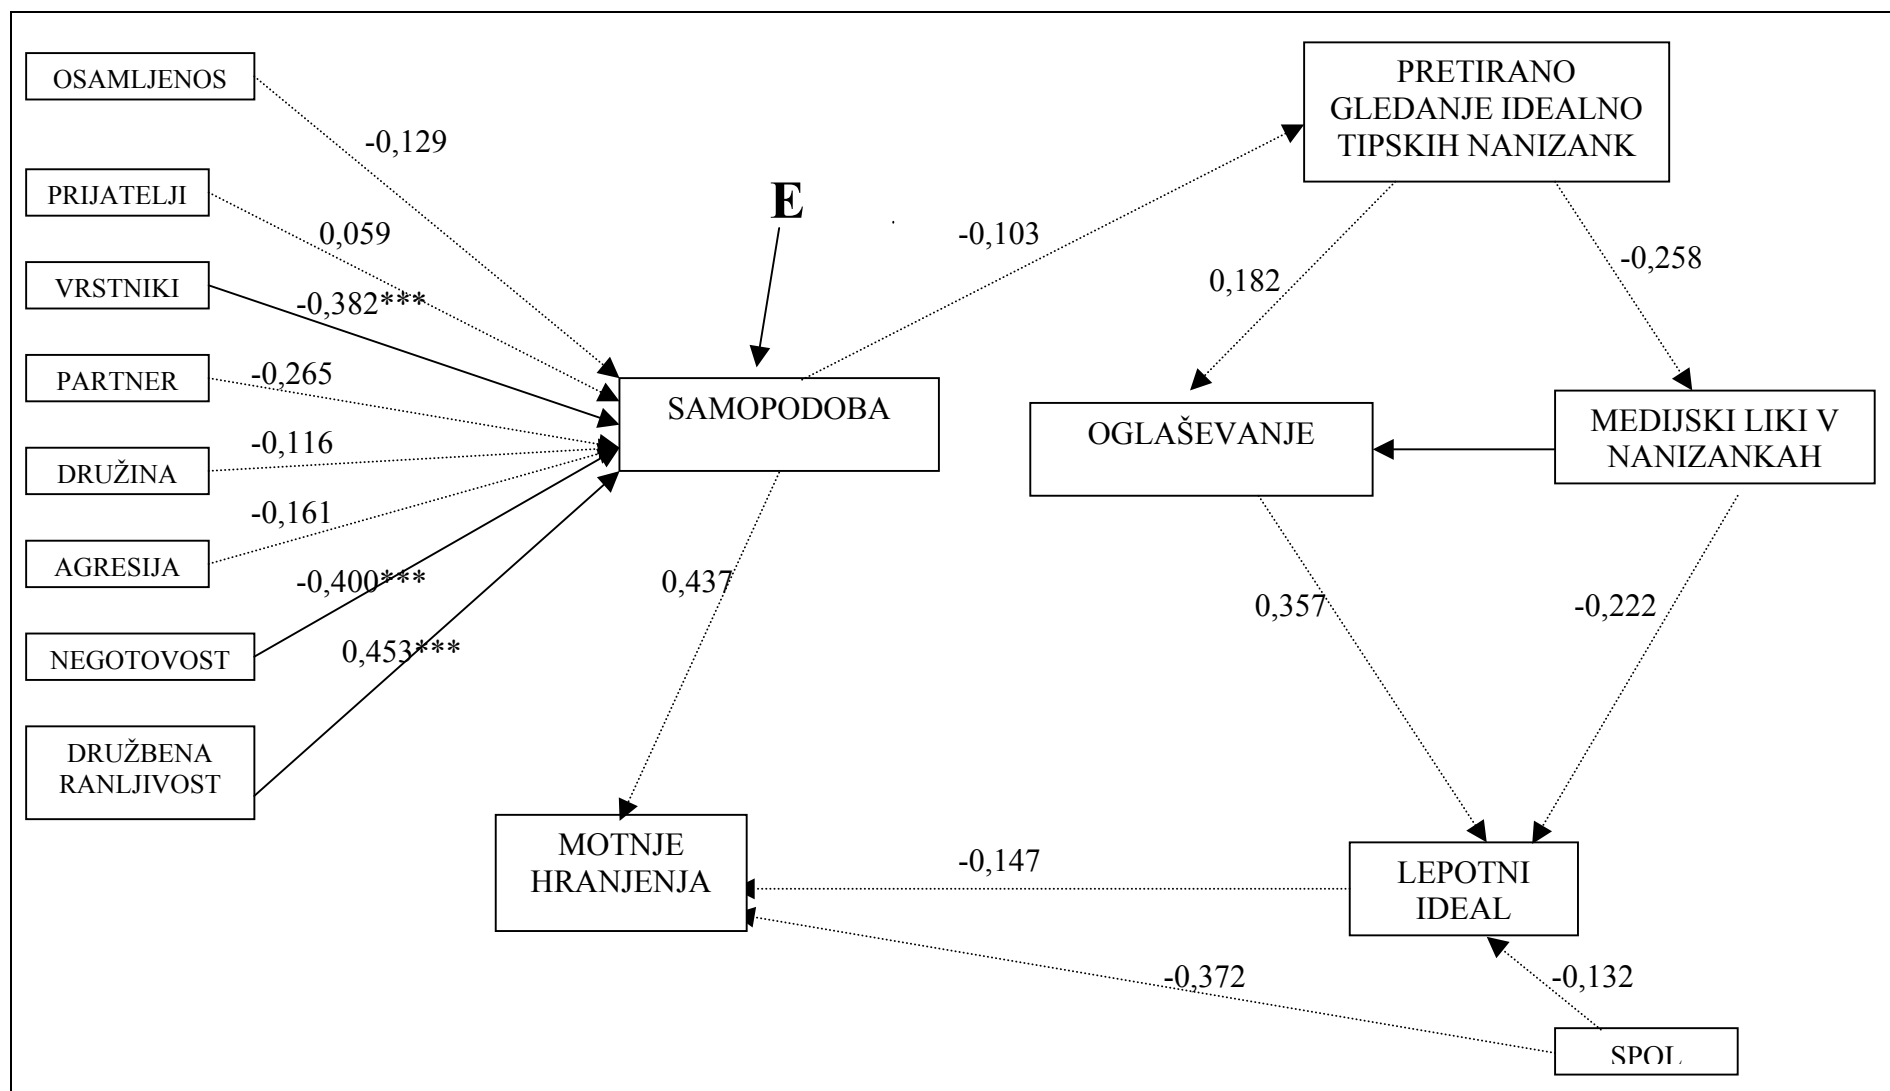 OSAMLJENOS
-0,129
PRIJATELJI
0,059
VRSTNIKI
-0,382***
PARTNER
-0,265
DRUŽINA
-0,116
AGRESIJA
-0,161
NEGOTOVOST
-0,400***
DRUŽBENA
RANLJIVOST
0,453***
E
SAMOPODOBA
-0,103
0,437
PRETIRANO
GLEDANJE IDEALNO
TIPSKIH NANIZANK
0,182
-0,258
OGLAŠEVANJE
MEDIJSKI LIKI V
NANIZANKAH
0,357
-0,222
MOTNJE
HRANJENJA
-0,147
LEPOTNI
IDEAL
-0,372
-0,132
SPOL